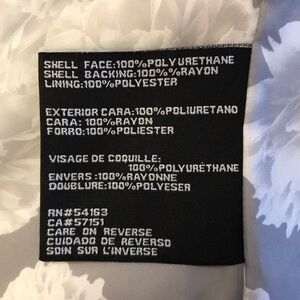 SHELL FACE:100%POLYURETHANE
SHELL BACKING:100%%RAYON
LINING:100%POLYESTER
EXTERIOR CARA:100%POLIURETANO
CARA: 100%RAYON
FORRO:100%POLIESTER
VISAGE DE COQUILLE:
100%POLYURÉTHANE
ENVERS :100%RAYONNE
DOUBLURE:100%POLYESER
RN#54163
CA#57151
CARE ON REVERSE
CUIDADO DE REVERSO
SOIN SUR L'INVERSE